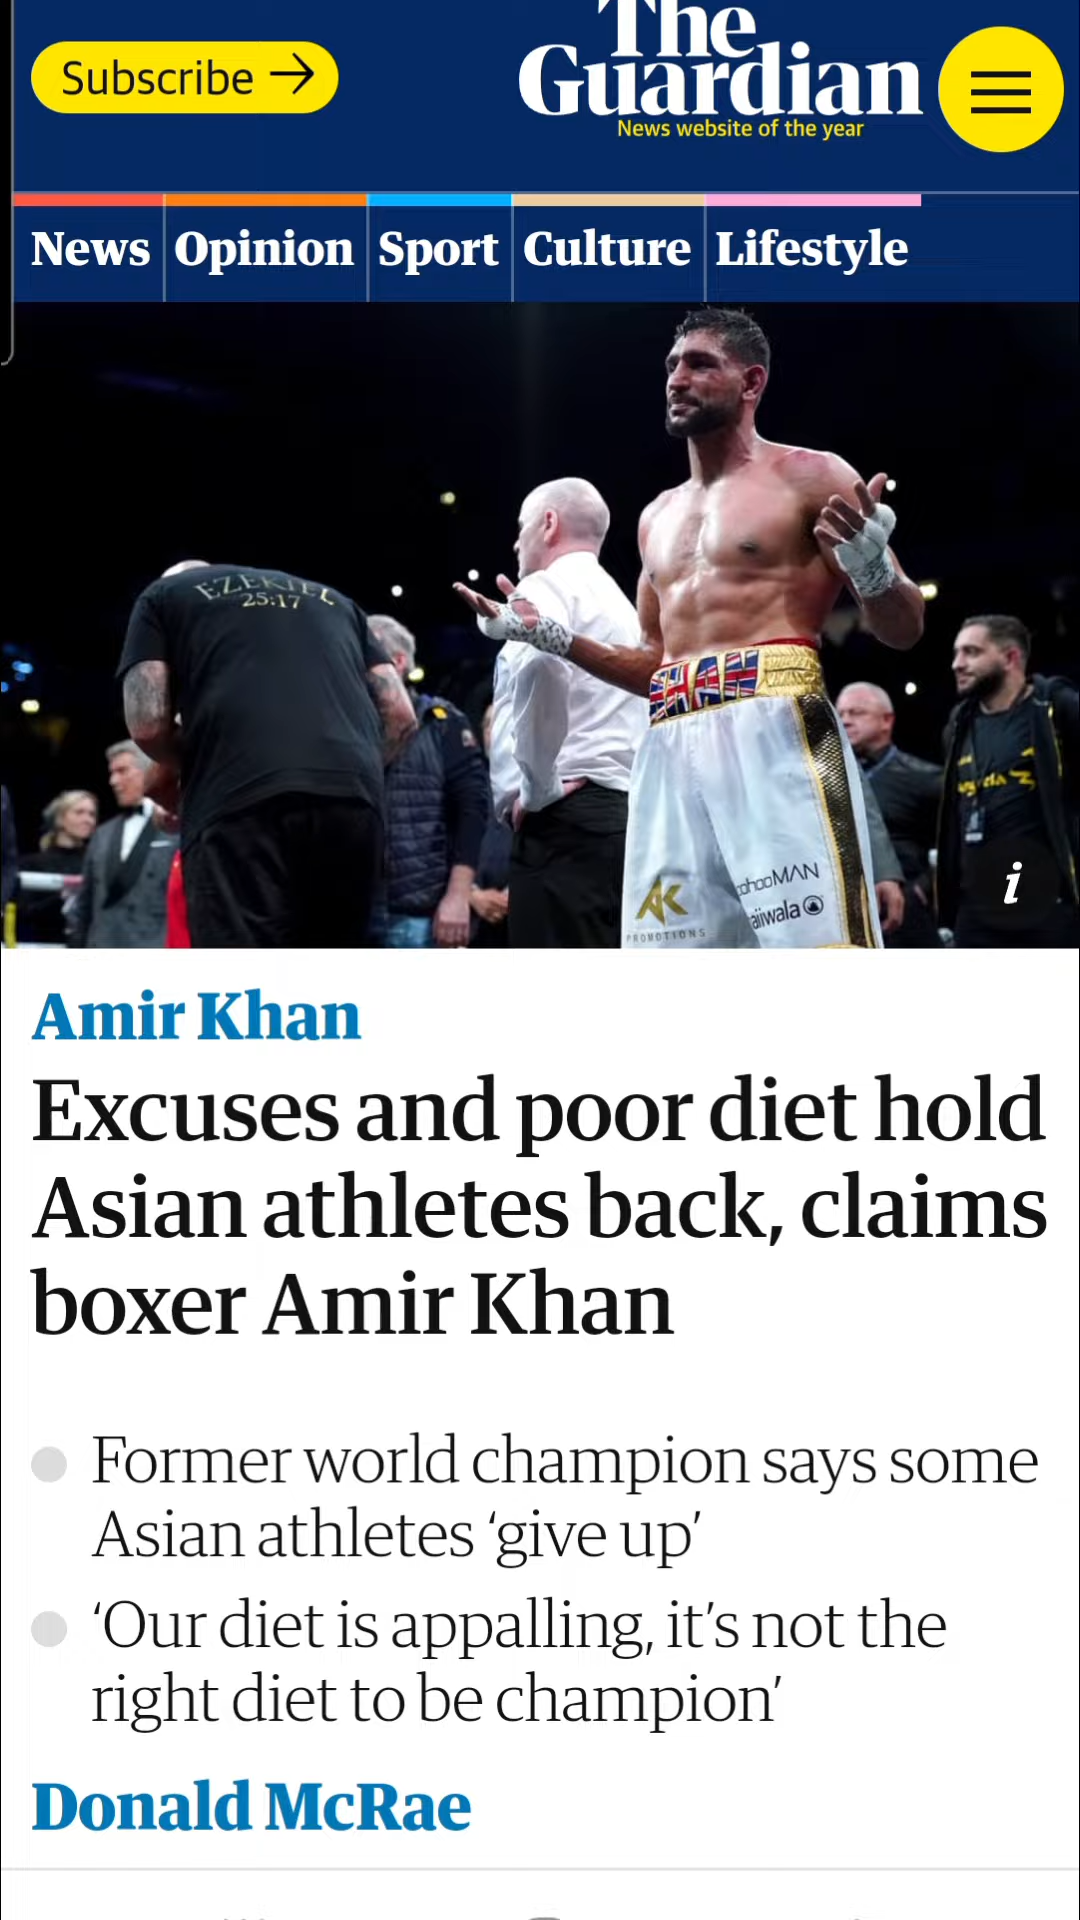 Subscribe →
The
Guardian
News website of the year
News
Opinion
Sport
Culture
Lifestyle
EZEKIEL
25:17
KHAN
AK
PROMOTIONS
ohooMAN
aiiwala
i
Amir Khan
Excuses and poor diet hold
Asian athletes back, claims
boxer Amir Khan
Former world champion says some
Asian athletes ‘give up’
‘Our diet is appalling, it’s not the
right diet to be champion’
Donald McRae